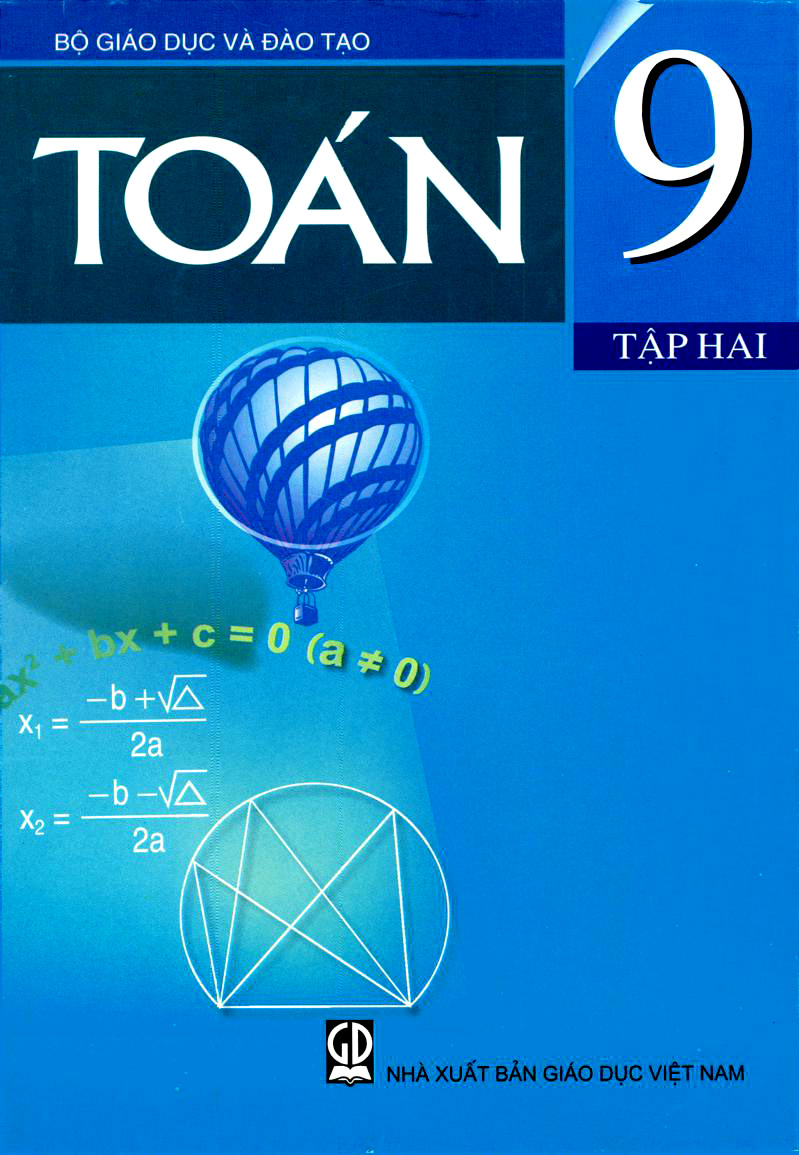 BỘ GIÁO DỤC VÀ ĐÀO TẠO
TOÁN
9
TẬP HAI
ax² + bx + c = 0 (a ≠ 0)
x₁ = (−b + √△) / 2a
x₂ = (−b − √△) / 2a
GD
NHÀ XUẤT BẢN GIÁO DỤC VIỆT NAM